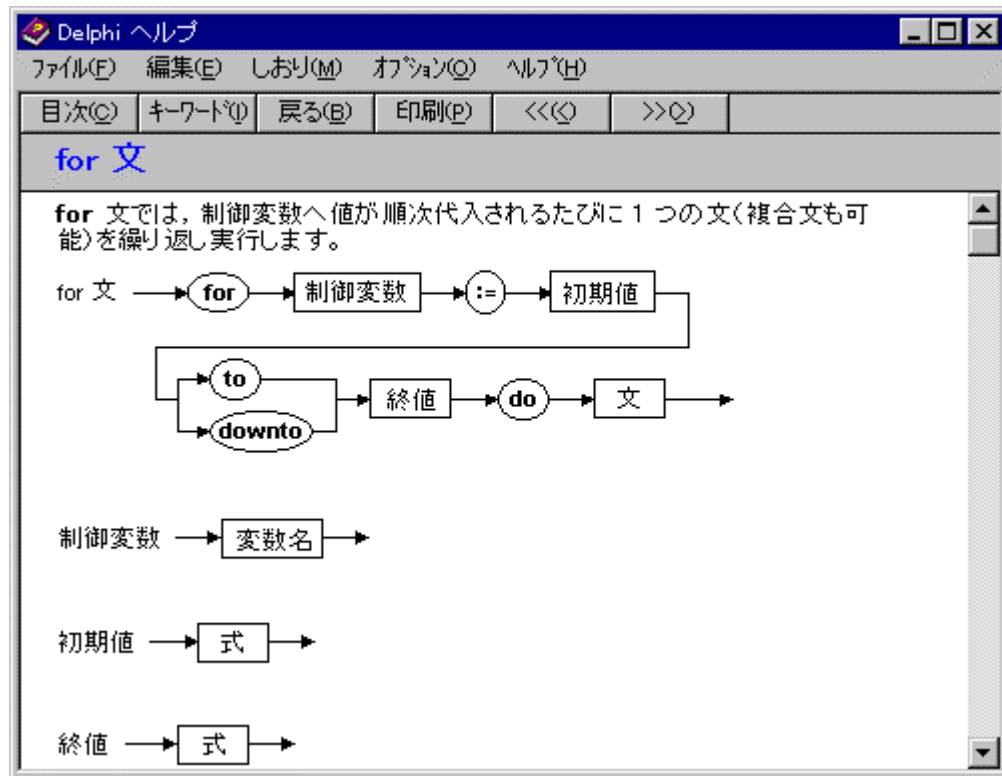 Delphi ヘルプ
ファイル(F) 編集(E) しおり(M) オプション(O) ヘルプ(H)
目次(C) キーワード(I) 戻る(B) 印刷(P) <<(<) >>(>)
for 文
for 文では，制御変数へ値が順次代入されるたびに 1 つの文(複合文も可
能)を繰り返し実行します。
for 文 for 制御変数 := 初期値
to
終値 do 文
downto
制御変数 変数名
初期値 式
終値 式